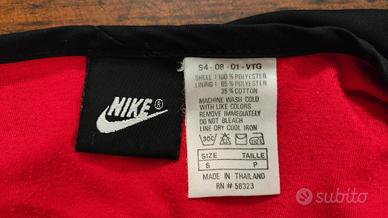 NIKE®
S4-08-01-VTG
SHELL : 100% POLYESTER
LINING : 65% POLYESTER
35% COTTON
MACHINE WASH COLD
WITH LIKE COLORS
REMOVE IMMEDIATELY
DO NOT BLEACH
LINE DRY COOL IRON
30C
SIZE TAILLE
S P
MADE IN THAILAND
RN # 58323
subito